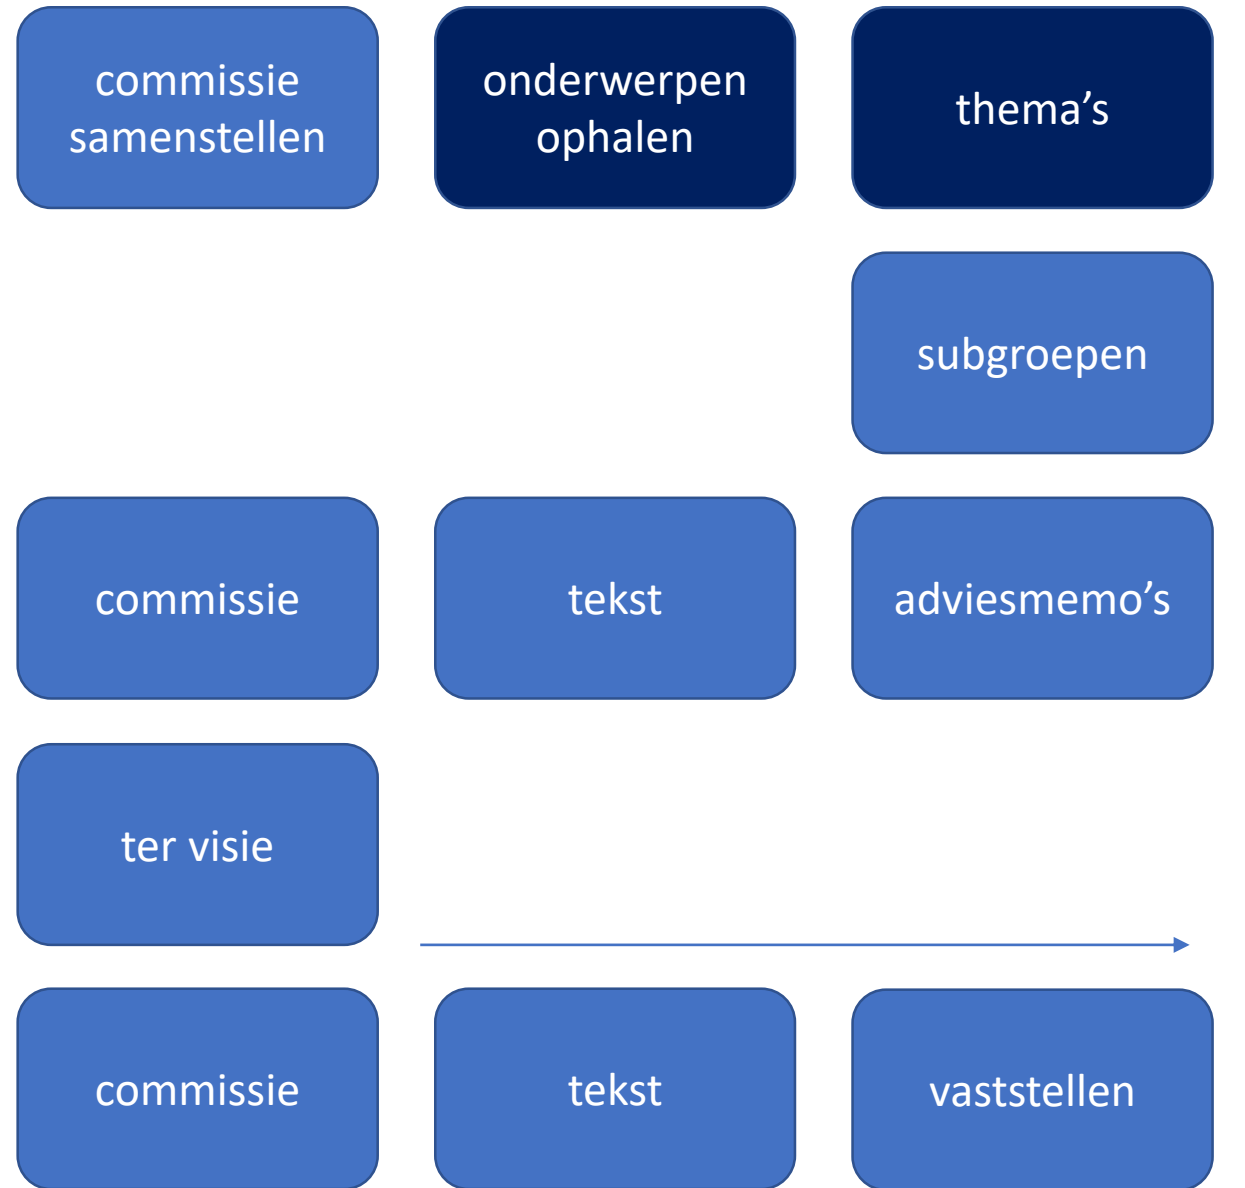 commissie
samenstellen
onderwerpen
ophalen
thema’s
subgroepen
commissie
tekst
adviesmemo’s
ter visie
commissie
tekst
vaststellen